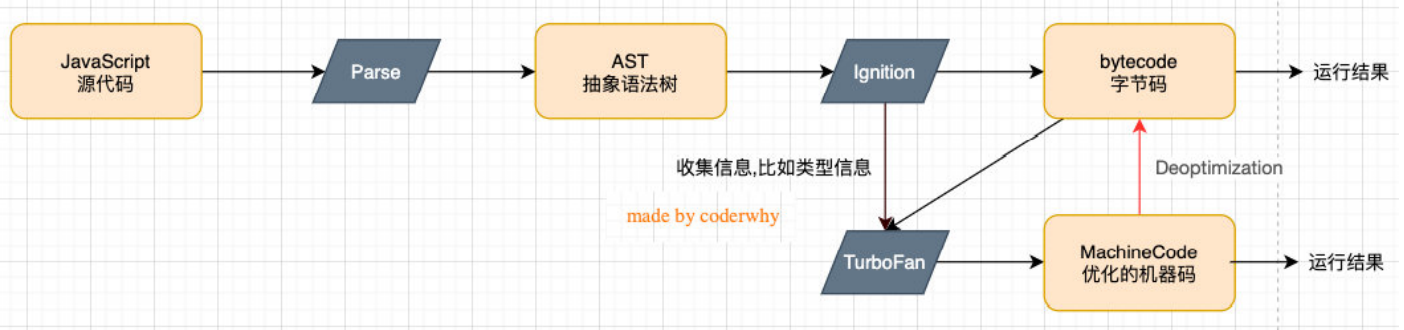 JavaScript
源代码
Parse
AST
抽象语法树
Ignition
bytecode
字节码
运行结果
收集信息,比如类型信息
Deoptimization
made by coderwhy
TurboFan
MachineCode
优化的机器码
运行结果